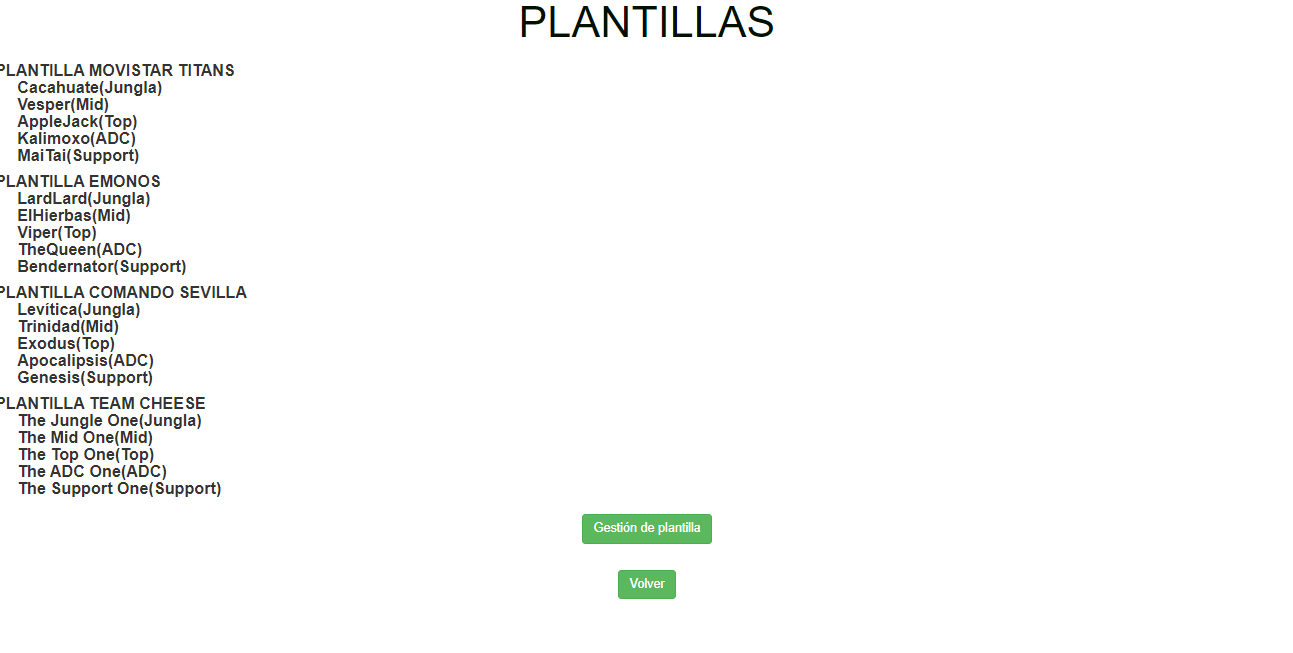 PLANTILLAS
PLANTILLA MOVISTAR TITANS
Cacahuate(Jungla)
Vesper(Mid)
AppleJack(Top)
Kalimoxo(ADC)
MaiTai(Support)
PLANTILLA EMONOS
LardLard(Jungla)
ElHierbas(Mid)
Viper(Top)
TheQueen(ADC)
Bendernator(Support)
PLANTILLA COMANDO SEVILLA
Levítica(Jungla)
Trinidad(Mid)
Exodus(Top)
Apocalipsis(ADC)
Genesis(Support)
PLANTILLA TEAM CHEESE
The Jungle One(Jungla)
The Mid One(Mid)
The Top One(Top)
The ADC One(ADC)
The Support One(Support)
Gestión de plantilla
Volver